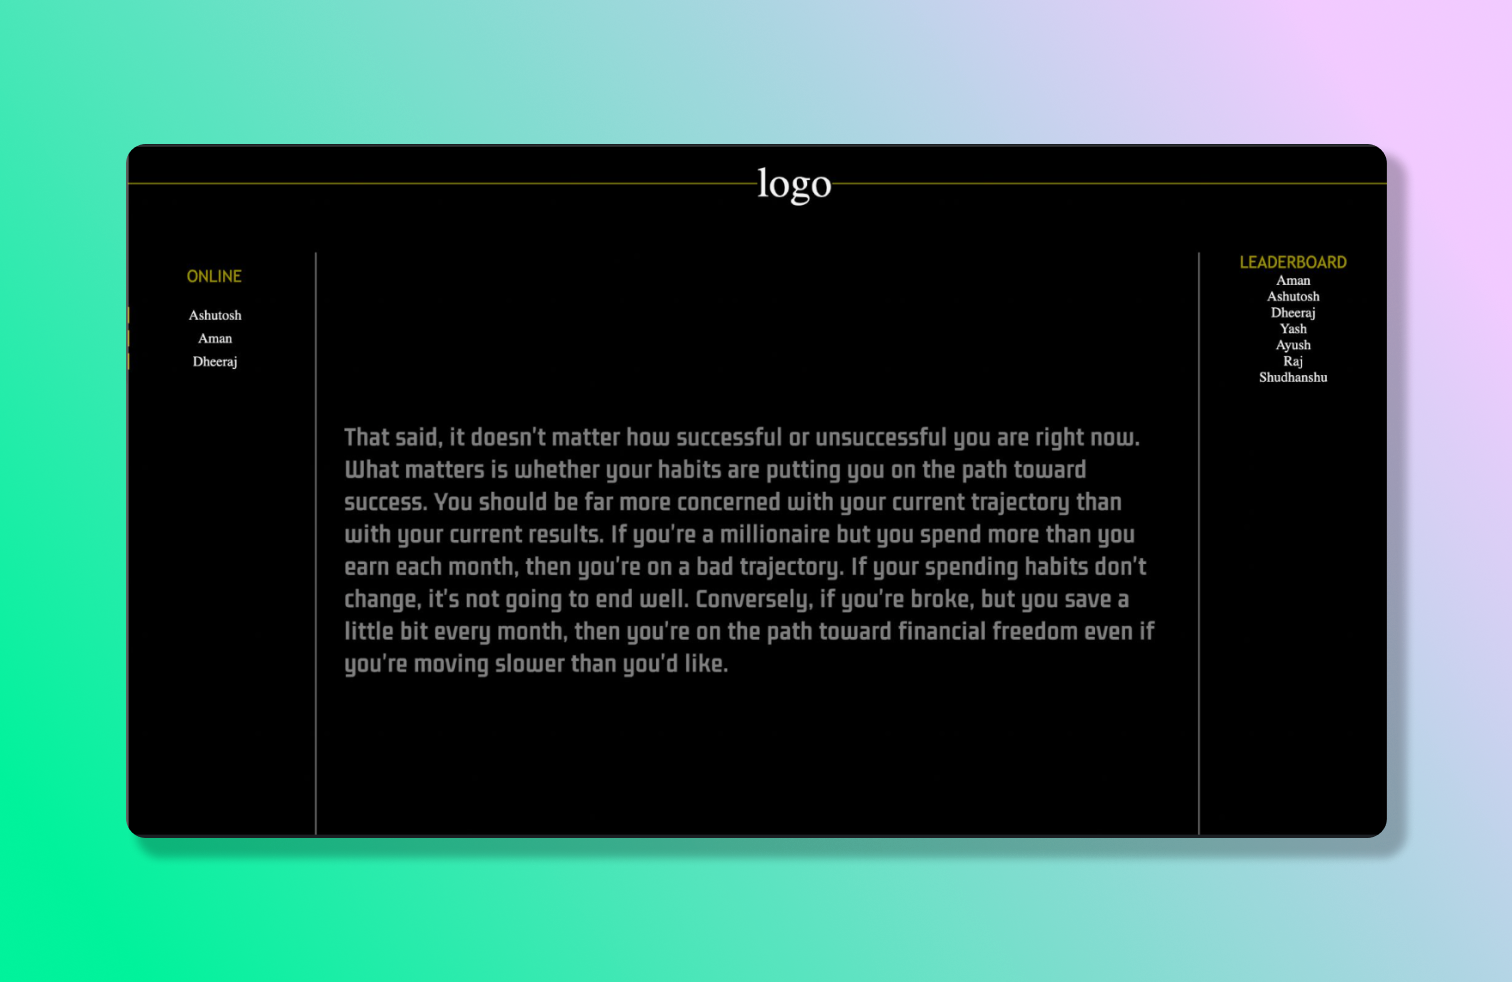 logo
ONLINE
Ashutosh
Aman
Dheeraj
That said, it doesn't matter how successful or unsuccessful you are right now.
What matters is whether your habits are putting you on the path toward
success. You should be far more concerned with your current trajectory than
with your current results. If you're a millionaire but you spend more than you
earn each month, then you're on a bad trajectory. If your spending habits don't
change, it's not going to end well. Conversely, if you're broke, but you save a
little bit every month, then you're on the path toward financial freedom even if
you're moving slower than you'd like.
LEADERBOARD
Aman
Ashutosh
Dheeraj
Yash
Ayush
Raj
Shudhanshu